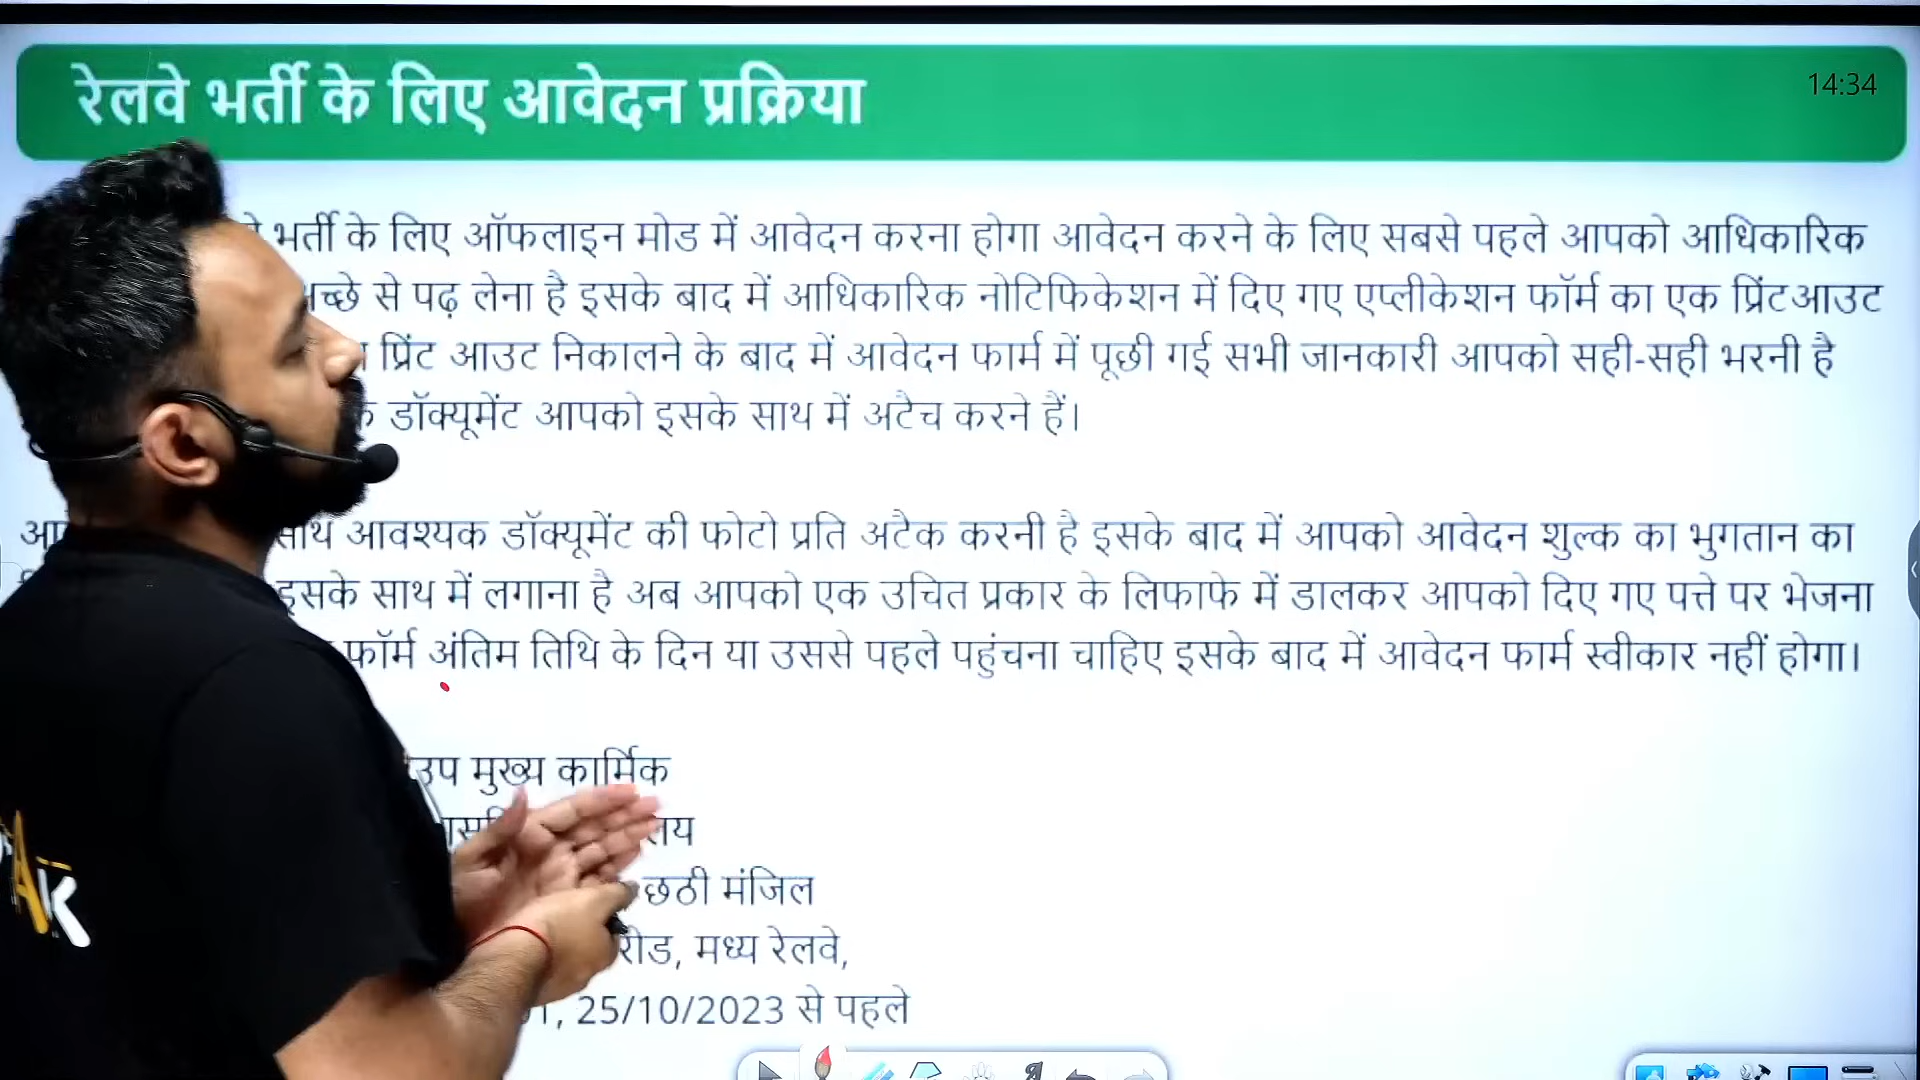 रेलवे भर्ती के लिए आवेदन प्रक्रिया
14:34
भर्ती के लिए ऑफलाइन मोड में आवेदन करना होगा आवेदन करने के लिए सबसे पहले आपको आधिकारिक
से पढ़ लेना है इसके बाद में आधिकारिक नोटिफिकेशन में दिए गए एप्लीकेशन फॉर्म का एक प्रिंटआउट
प्रिंट आउट निकालने के बाद में आवेदन फार्म में पूछी गई सभी जानकारी आपको सही-सही भरनी है
डॉक्यूमेंट आपको इसके साथ में अटैच करने हैं।
साथ आवश्यक डॉक्यूमेंट की फोटो प्रति अटैक करनी है इसके बाद में आपको आवेदन शुल्क का भुगतान का
इसके साथ में लगाना है अब आपको एक उचित प्रकार के लिफाफे में डालकर आपको दिए गए पत्ते पर भेजना
फॉर्म अंतिम तिथि के दिन या उससे पहले पहुंचना चाहिए इसके बाद में आवेदन फार्म स्वीकार नहीं होगा।
उप मुख्य कार्मिक
छठी मंजिल
रोड, मध्य रेलवे,
25/10/2023 से पहले
AK